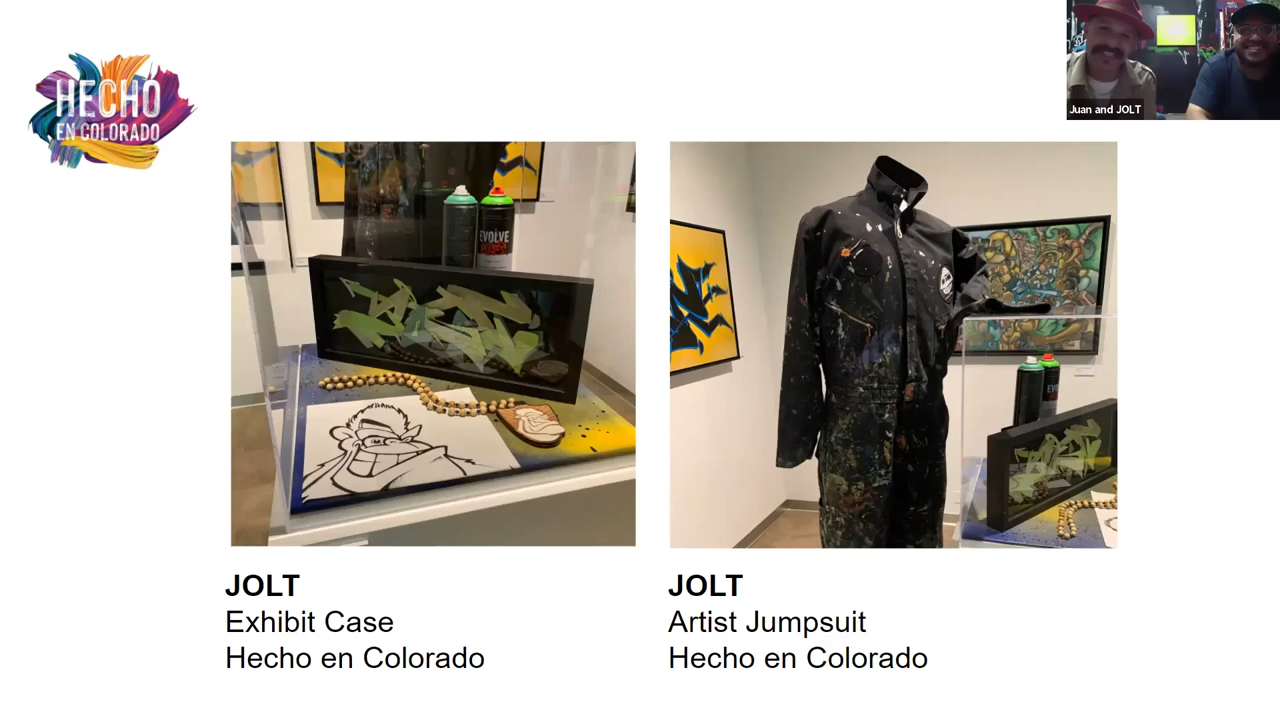 HECHO
EN COLORADO
Juan and JOLT
EVOLVE
EVOLVE
JOLT
Exhibit Case
Hecho en Colorado
JOLT
Artist Jumpsuit
Hecho en Colorado